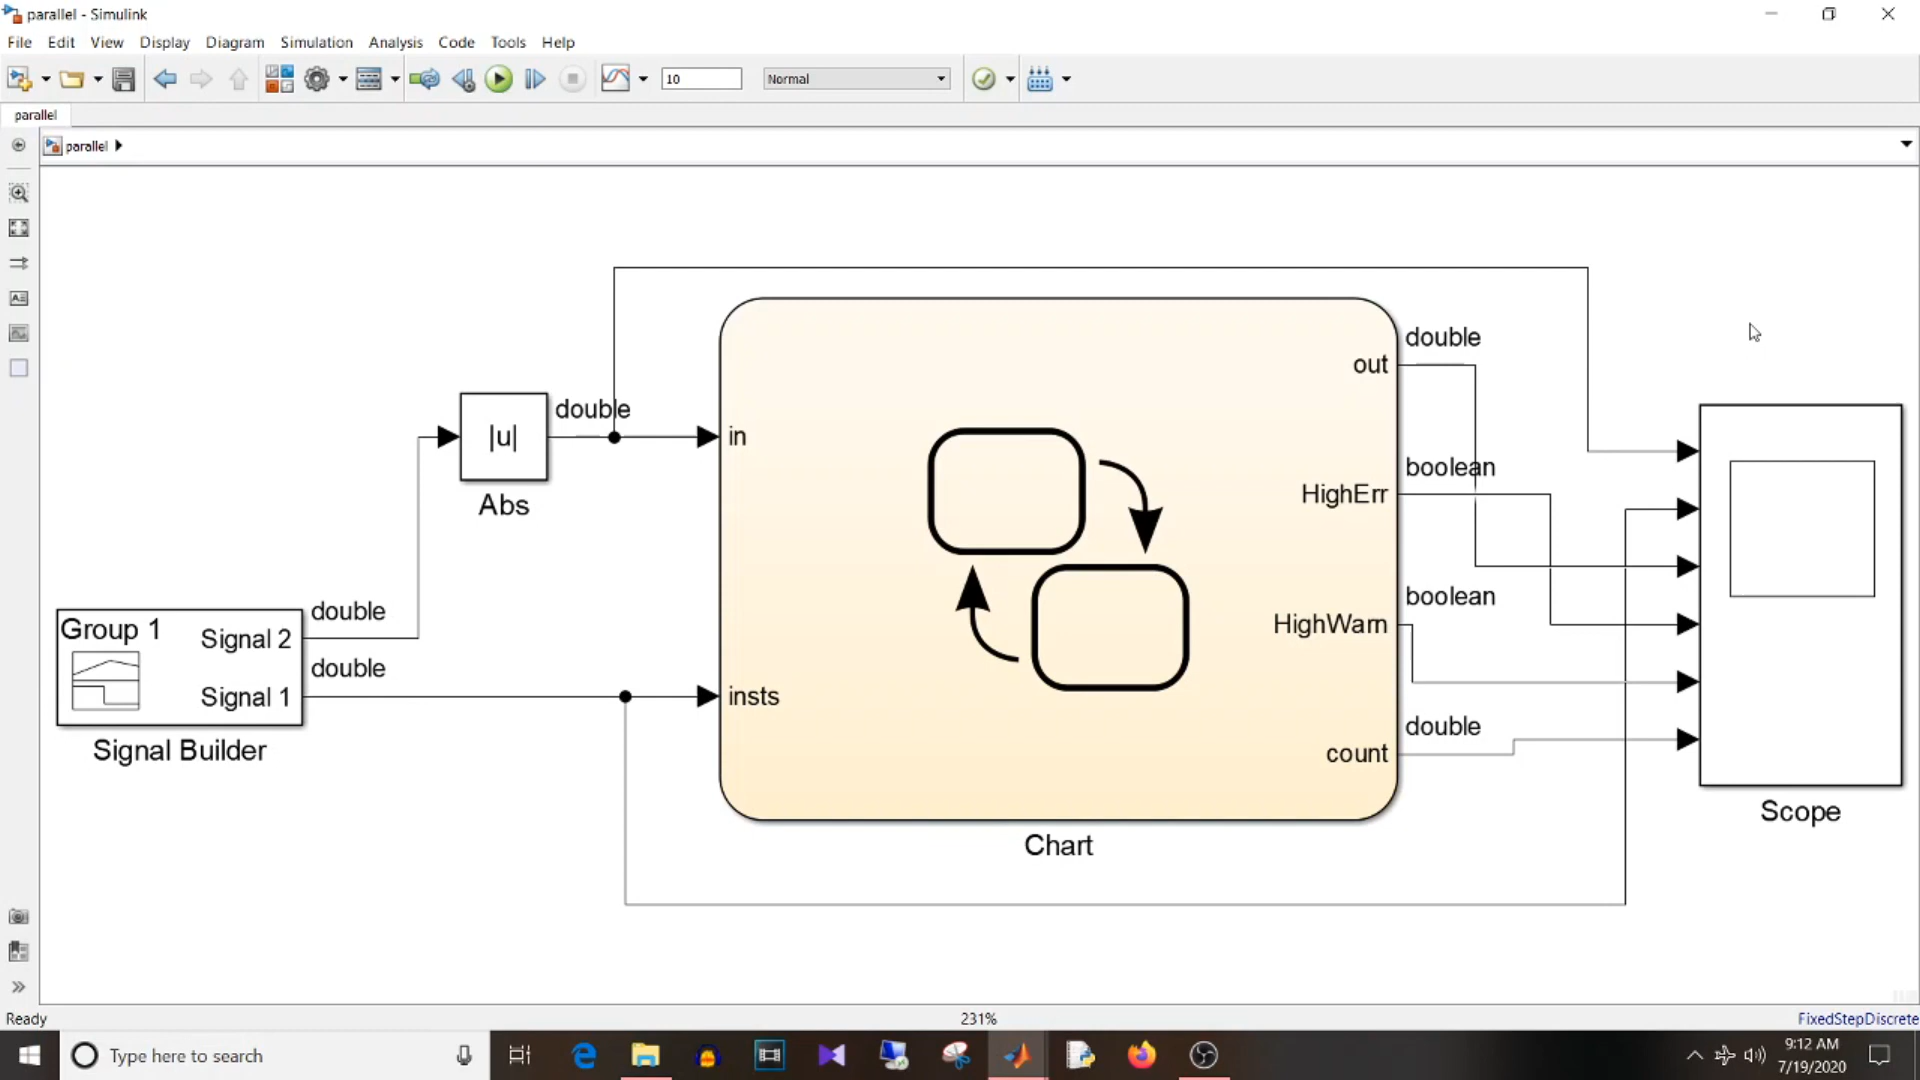 parallel - Simulink
File Edit View Display Diagram Simulation Analysis Code Tools Help
10 Normal
parallel
parallel
double
out
double
|u|
in
Abs
boolean
HighErr
double
Group 1
Signal 2
boolean
HighWarn
double
Signal 1
insts
Signal Builder
double
count
Scope
Chart
Ready 231% FixedStepDiscrete
Type here to search
9:12 AM
7/19/2020